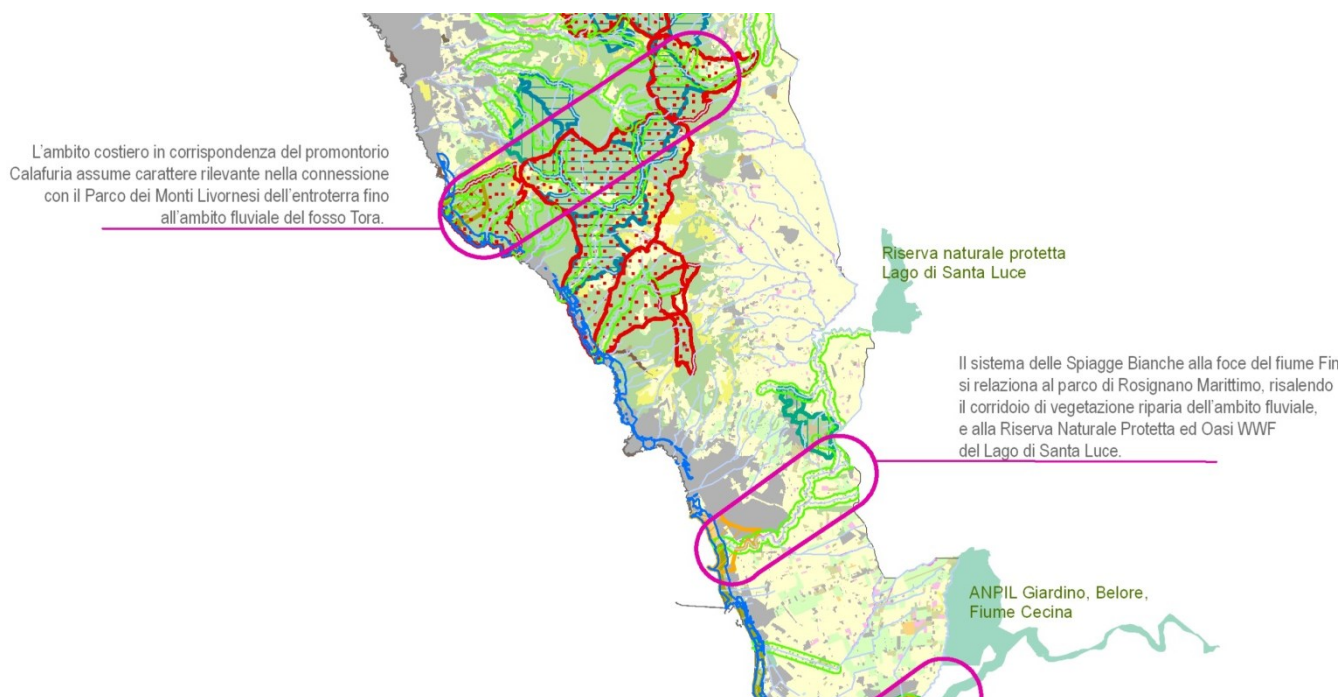 L'ambito costiero in corrispondenza del promontorio
Calafuria assume carattere rilevante nella connessione
con il Parco dei Monti Livornesi dell'entroterra fino
all'ambito fluviale del fosso Tora.
Riserva naturale protetta
Lago di Santa Luce
Il sistema delle Spiagge Bianche alla foce del fiume Fin
si relaziona al parco di Rosignano Marittimo, risalendo
il corridoio di vegetazione riparia dell'ambito fluviale,
e alla Riserva Naturale Protetta ed Oasi WWF
del Lago di Santa Luce.
ANPIL Giardino, Belore,
Fiume Cecina